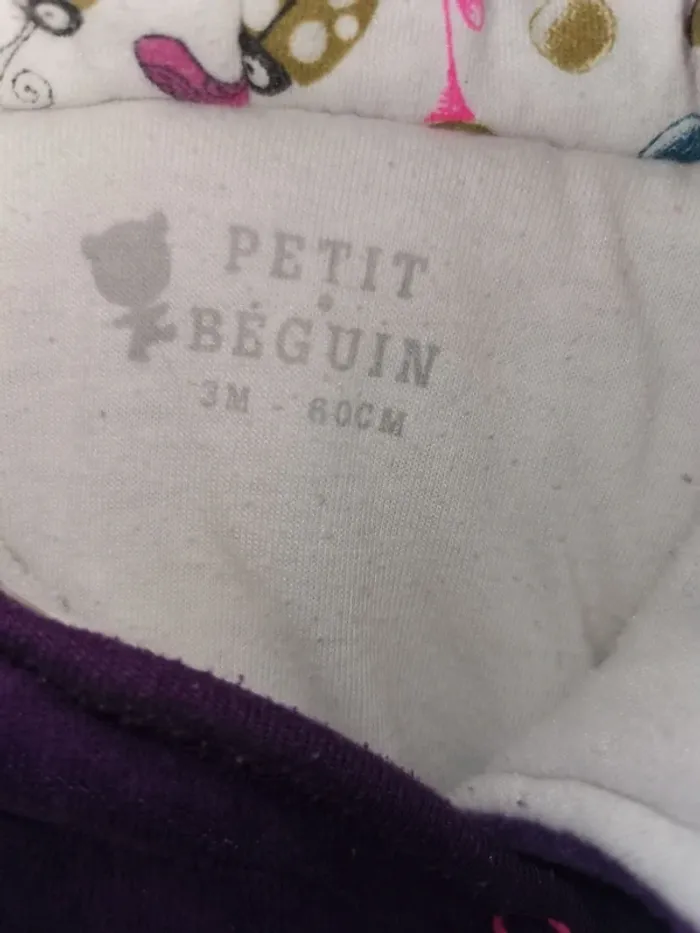 PETIT
BÉGUIN
3M - 60CM